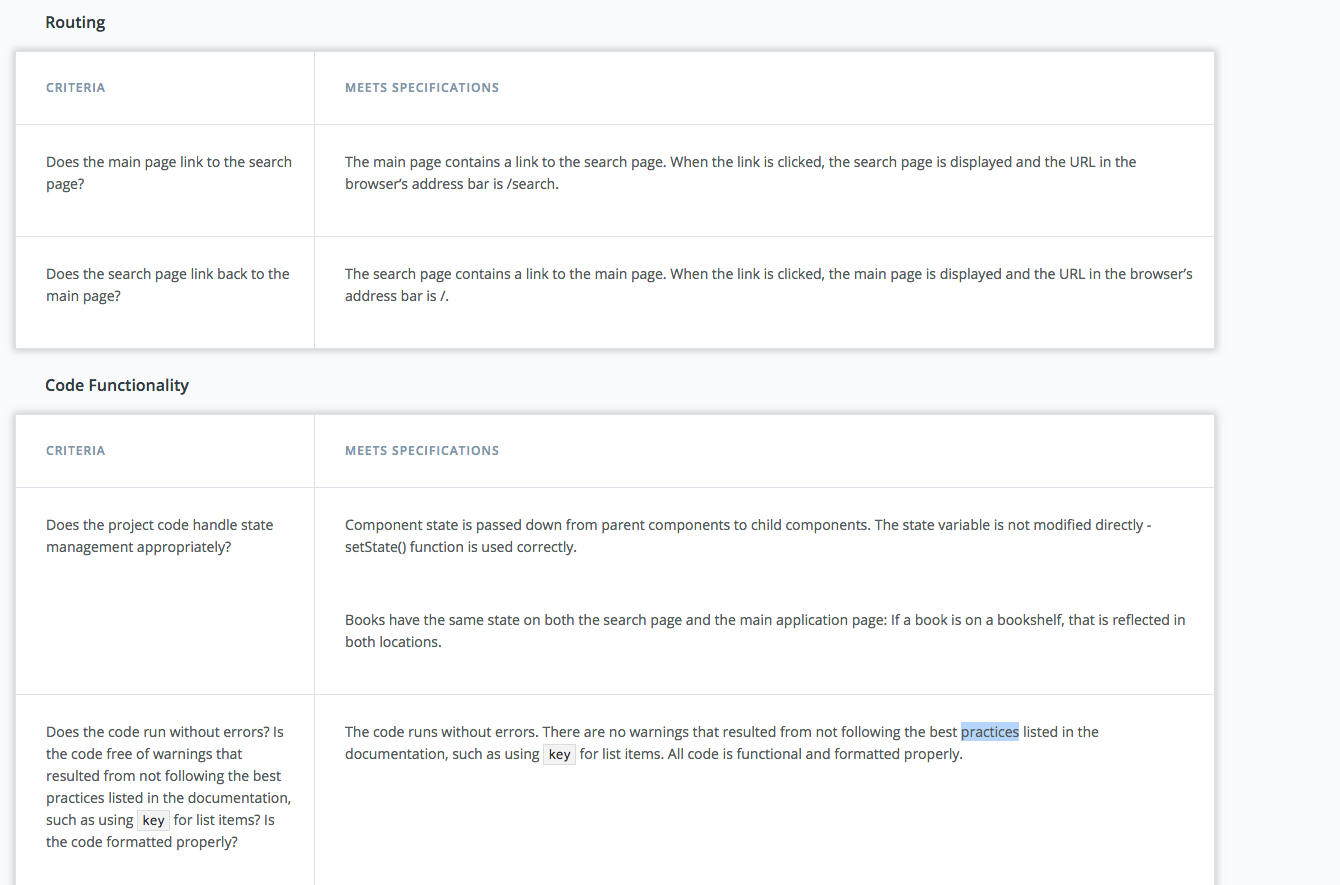 Routing
CRITERIA
MEETS SPECIFICATIONS
Does the main page link to the search
page?
The main page contains a link to the search page. When the link is clicked, the search page is displayed and the URL in the
browser’s address bar is /search.
Does the search page link back to the
main page?
The search page contains a link to the main page. When the link is clicked, the main page is displayed and the URL in the browser’s
address bar is /.
Code Functionality
CRITERIA
MEETS SPECIFICATIONS
Does the project code handle state
management appropriately?
Component state is passed down from parent components to child components. The state variable is not modified directly -
setState() function is used correctly.
Books have the same state on both the search page and the main application page: If a book is on a bookshelf, that is reflected in
both locations.
Does the code run without errors? Is
the code free of warnings that
resulted from not following the best
practices listed in the documentation,
such as using key for list items? Is
the code formatted properly?
The code runs without errors. There are no warnings that resulted from not following the best practices listed in the
documentation, such as using key for list items. All code is functional and formatted properly.